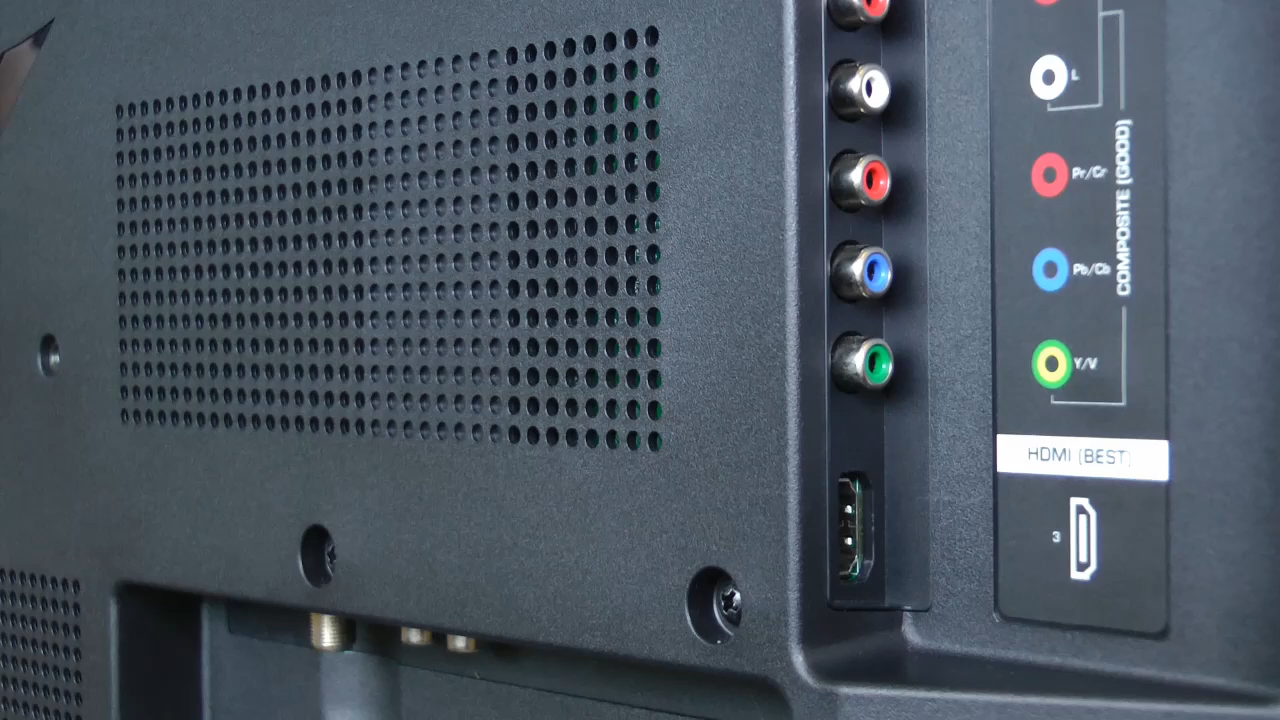 L
Pr/Cr
Pb/Cb
Y/V
COMPOSITE (GOOD)
HDMI (BEST)
3